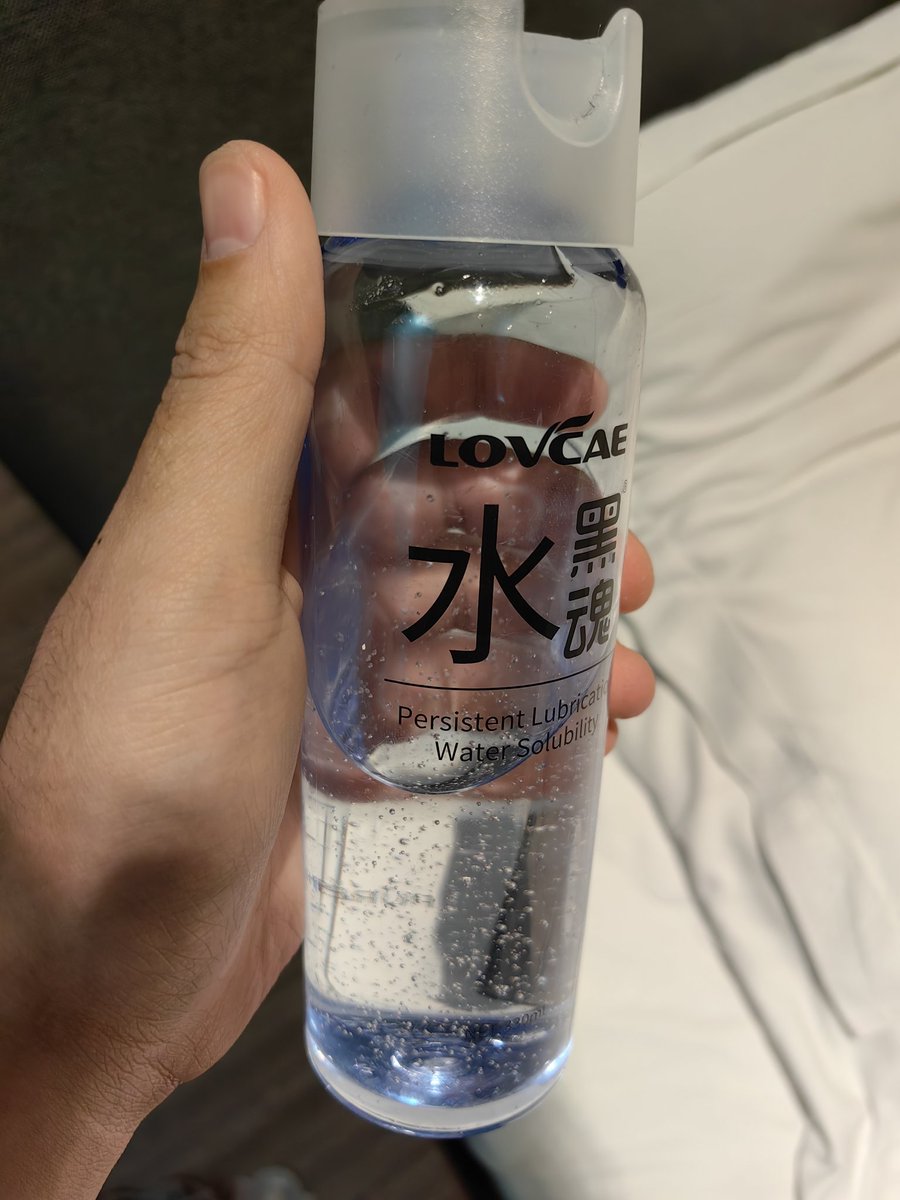 LOVCAE
水
黑魂
Persistent Lubricatio
Water Solubility